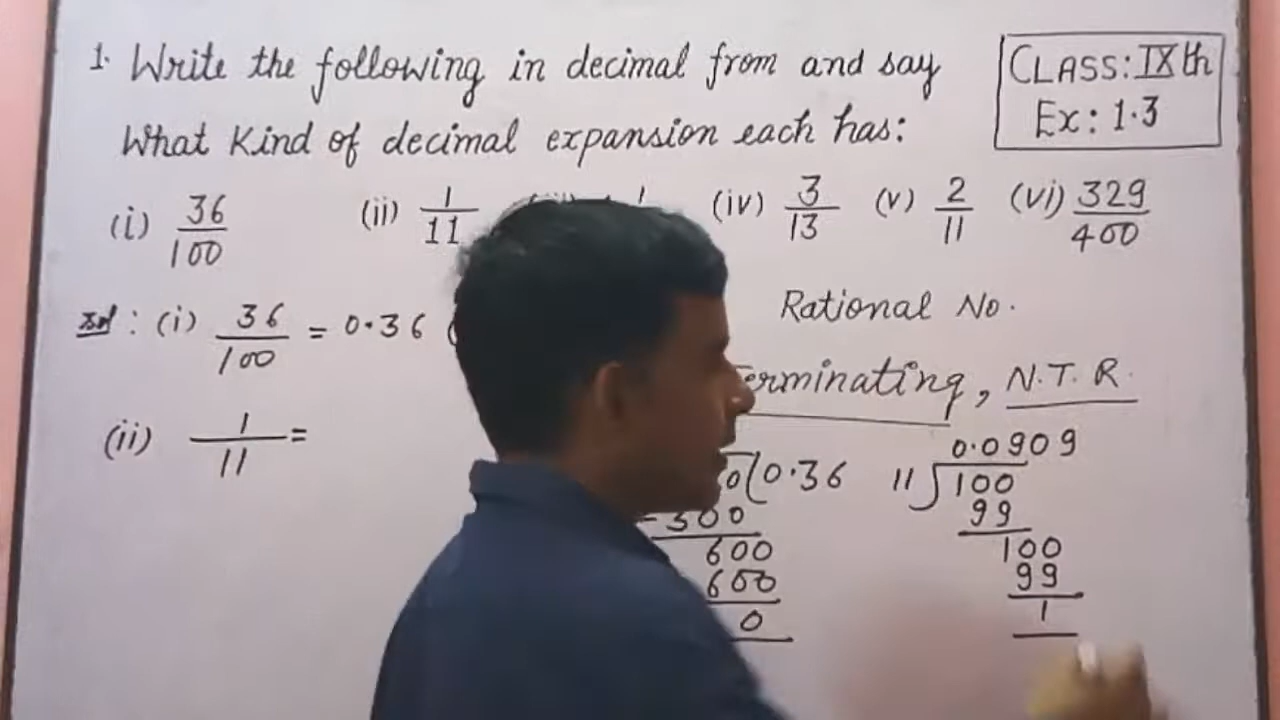 1. Write the following in decimal from and say
What kind of decimal expansion each has:
CLASS: IXth
Ex: 1.3
(i) 36/100 (ii) 1/11 (iv) 3/13 (v) 2/11 (vi) 329/400
Sol: (i) 36/100 = 0.36 (
Rational No.
erminating, N.T.R.
(ii) 1/11 =
0(0.36
- 300
600
600
0
0.0909
11)100
99
100
99
1